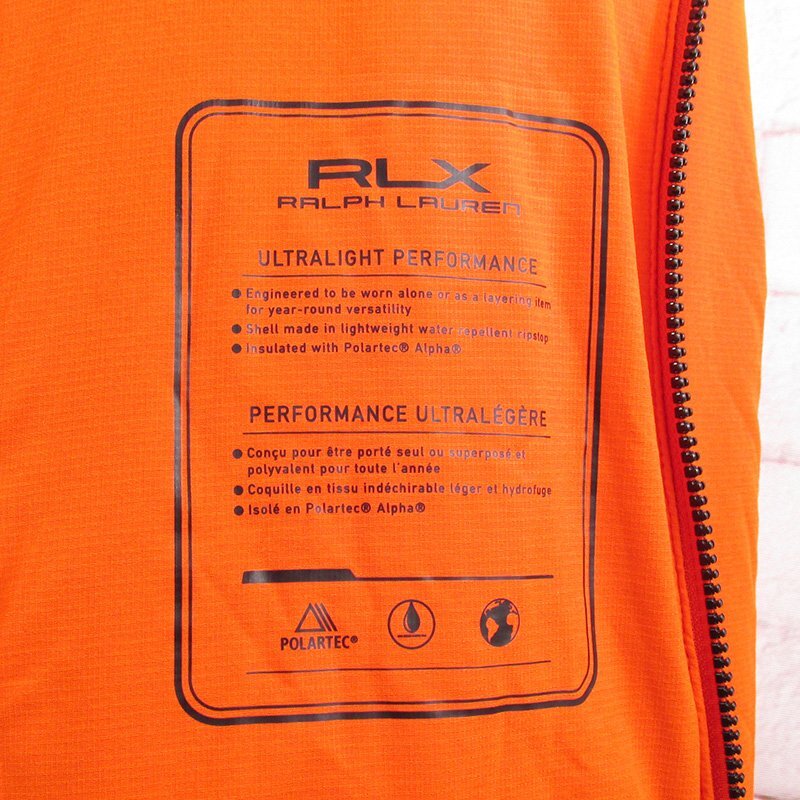 RLX
RALPH LAUREN
ULTRALIGHT PERFORMANCE
● Engineered to be worn alone or as a layering item
for year-round versatility
● Shell made in lightweight water repellent ripstop
● Insulated with Polartec® Alpha®
PERFORMANCE ULTRALÉGÈRE
● Conçu pour être porté seul ou superposé et
polyvalent pour toute l'année
● Coquille en tissu indéchirable léger et hydrofuge
● Isolé en Polartec® Alpha®
POLARTEC®